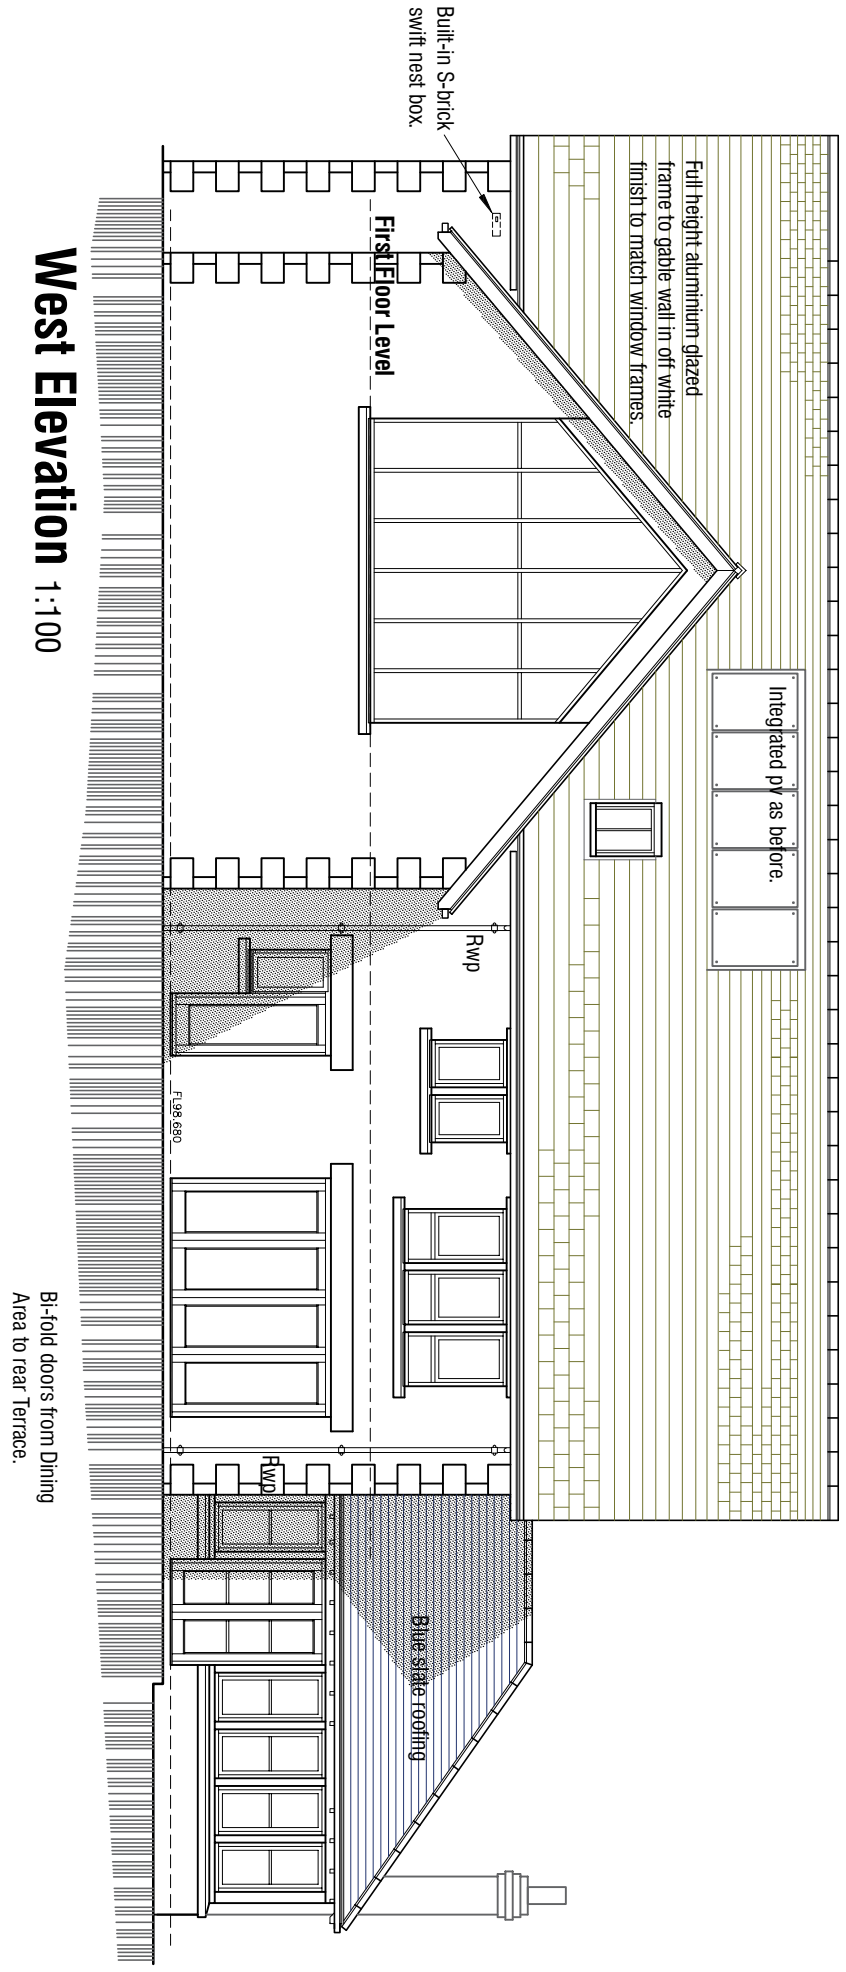 Built-in S-brick
swift nest box.
Full height aluminium glazed
frame to gable wall in off white
finish to match window frames.
Integrated pv as before.
First Floor Level
Rwp
FL98.680
Rwp
Blue slate roofing
Bi-fold doors from Dining
Area to rear Terrace.
West Elevation 1:100